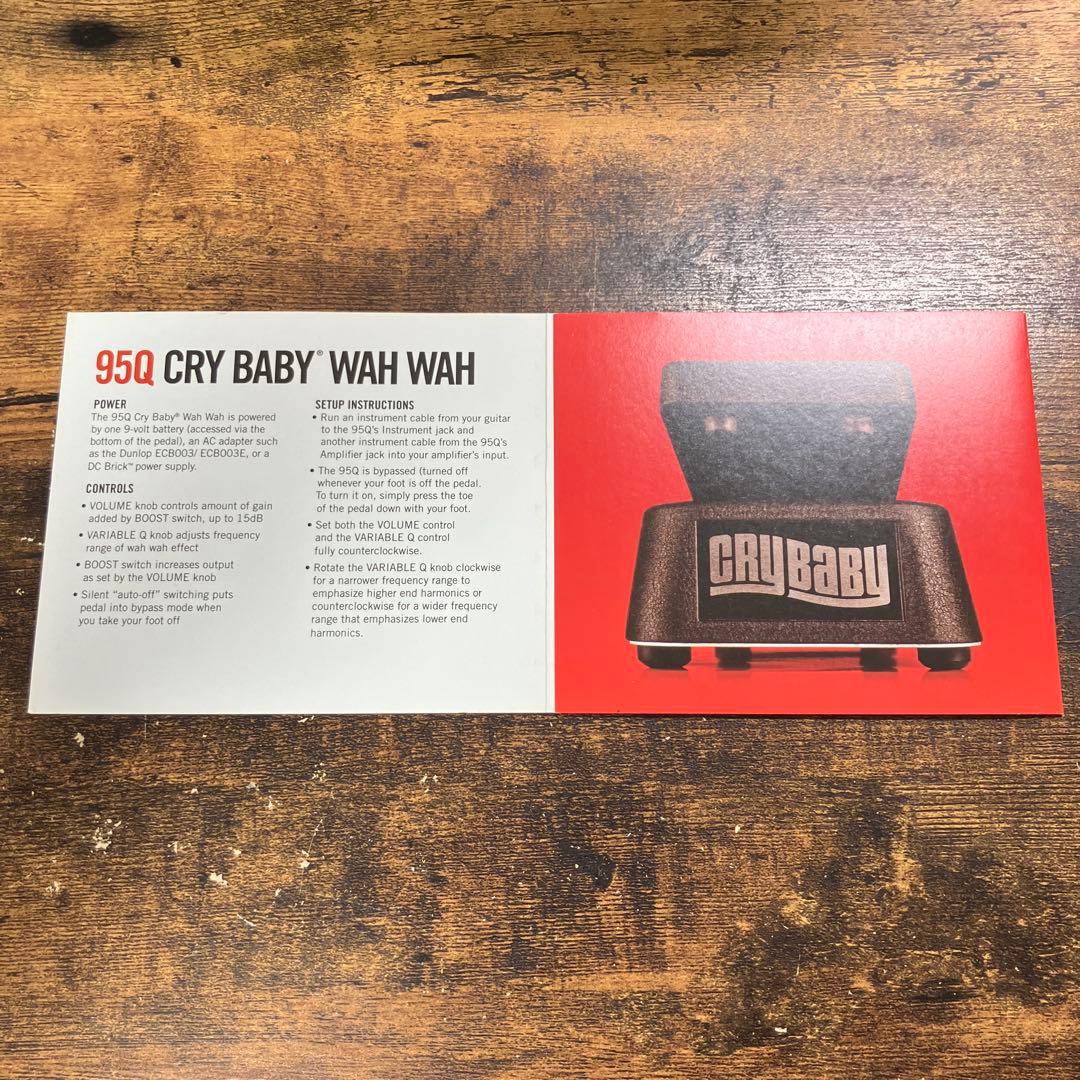 95Q CRY BABY® WAH WAH
POWER
The 95Q Cry Baby® Wah Wah is powered
by one 9-volt battery (accessed via the
bottom of the pedal), an AC adapter such
as the Dunlop ECB003/ ECB003E, or a
DC Brick™ power supply.
CONTROLS
• VOLUME knob controls amount of gain
added by BOOST switch, up to 15dB
• VARIABLE Q knob adjusts frequency
range of wah wah effect
• BOOST switch increases output
as set by the VOLUME knob
• Silent “auto-off” switching puts
pedal into bypass mode when
you take your foot off
SETUP INSTRUCTIONS
• Run an instrument cable from your guitar
to the 95Q's Instrument jack and
another instrument cable from the 95Q's
Amplifier jack into your amplifier's input.
• The 95Q is bypassed (turned off
whenever your foot is off the pedal.
To turn it on, simply press the toe
of the pedal down with your foot.
• Set both the VOLUME control
and the VARIABLE Q control
fully counterclockwise.
• Rotate the VARIABLE Q knob clockwise
for a narrower frequency range to
emphasize higher end harmonics or
counterclockwise for a wider frequency
range that emphasizes lower end
harmonics.
CRYBABY